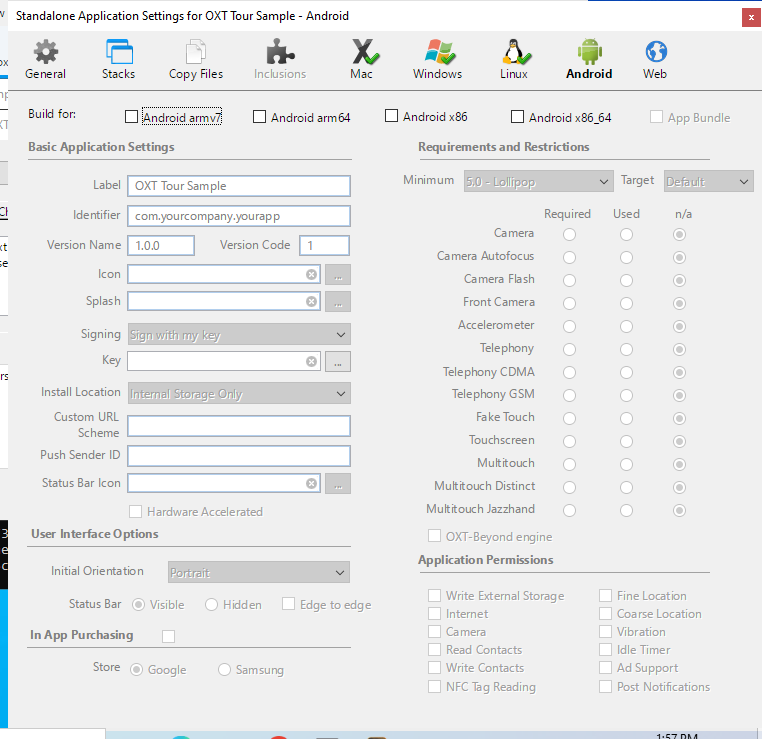 Standalone Application Settings for OXT Tour Sample - Android
General
Stacks
Copy Files
Inclusions
Mac
Windows
Linux
Android
Web
Build for:
Android armv7
Android arm64
Android x86
Android x86_64
App Bundle
Basic Application Settings
Label
OXT Tour Sample
Identifier
com.yourcompany.yourapp
Version Name
1.0.0
Version Code
1
Icon
...
Splash
...
Signing
Sign with my key
Key
...
Install Location
Internal Storage Only
Custom URL
Scheme
Push Sender ID
Status Bar Icon
...
Hardware Accelerated
User Interface Options
Initial Orientation
Portrait
Status Bar
Visible
Hidden
Edge to edge
In App Purchasing
Store
Google
Samsung
Requirements and Restrictions
Minimum
5.0 - Lollipop
Target
Default
Required
Used
n/a
Camera
Camera Autofocus
Camera Flash
Front Camera
Accelerometer
Telephony
Telephony CDMA
Telephony GSM
Fake Touch
Touchscreen
Multitouch
Multitouch Distinct
Multitouch Jazzhand
OXT-Beyond engine
Application Permissions
Write External Storage
Fine Location
Internet
Coarse Location
Camera
Vibration
Read Contacts
Idle Timer
Write Contacts
Ad Support
NFC Tag Reading
Post Notifications
1:57 PM